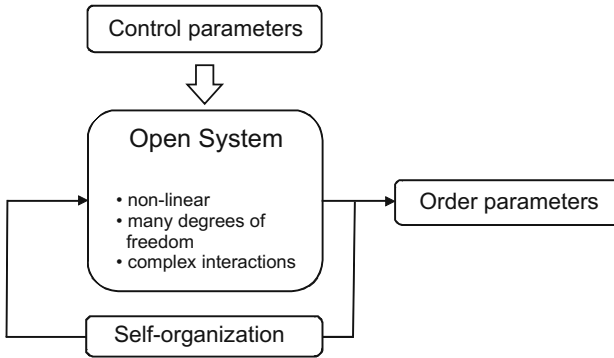 Control parameters
Open System
• non-linear
• many degrees of
freedom
• complex interactions
Order parameters
Self-organization